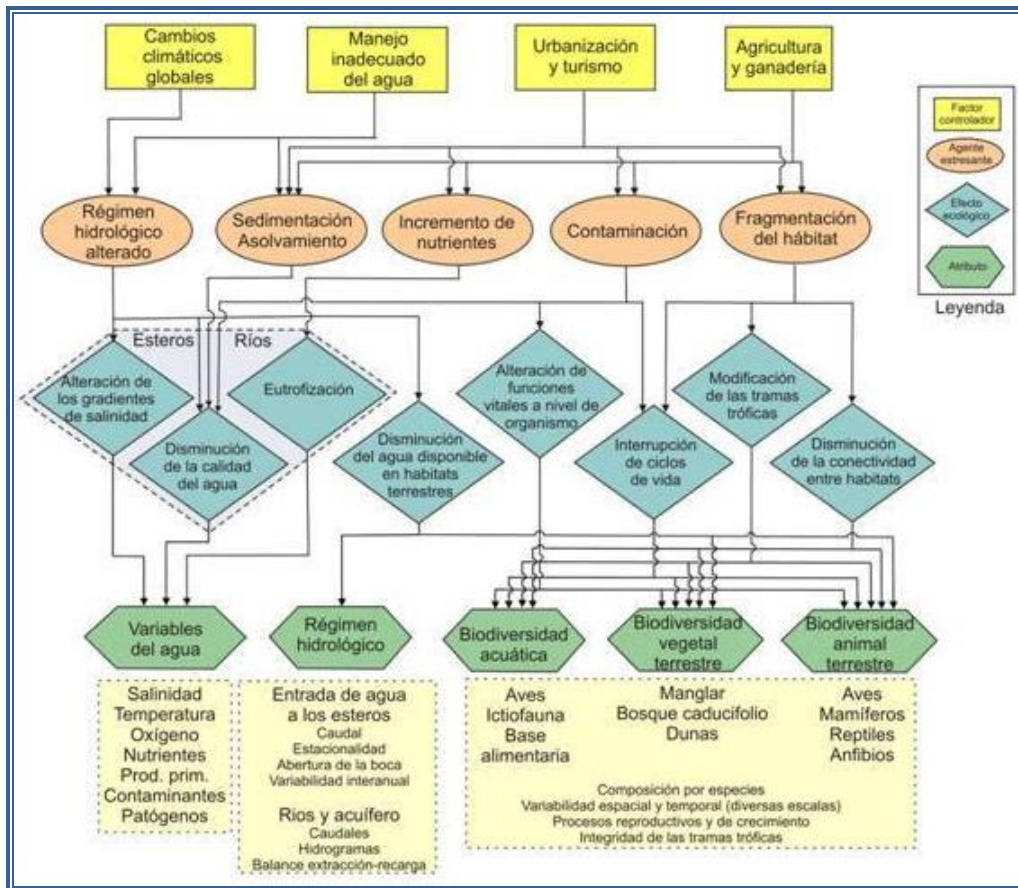 Cambios
climáticos
globales
Manejo
inadecuado
del agua
Urbanización
y turismo
Agricultura
y ganadería
Factor
controlador
Agente
estresante
Efecto
ecológico
Atributo
Leyenda
Régimen
hidrológico
alterado
Sedimentación
Asolvamiento
Incremento de
nutrientes
Contaminación
Fragmentación
del hábitat
Esteros
Ríos
Alteración de
los gradientes
de salinidad
Disminución
de la calidad
del agua
Eutrofización
Disminución
del agua disponible
en habitats
terrestres
Alteración de
funciones
vitales a nivel de
organismo
Interrupción
de ciclos
de vida
Modificación
de las tramas
tróficas
Disminución
de la conectividad
entre habitats
Variables
del agua
Régimen
hidrológico
Biodiversidad
acuática
Biodiversidad
vegetal
terrestre
Biodiversidad
animal
terrestre
Salinidad
Temperatura
Oxígeno
Nutrientes
Prod. prim.
Contaminantes
Patógenos
Entrada de agua
a los esteros
Caudal
Estacionalidad
Abertura de la boca
Variabilidad interanual
Ríos y acuífero
Caudales
Hidrogramas
Balance extracción-recarga
Aves
Ictiofauna
Base
alimentaria
Manglar
Bosque caducifolio
Dunas
Aves
Mamíferos
Reptiles
Anfibios
Composición por especies
Variabilidad espacial y temporal (diversas escalas)
Procesos reproductivos y de crecimiento
Integridad de las tramas tróficas